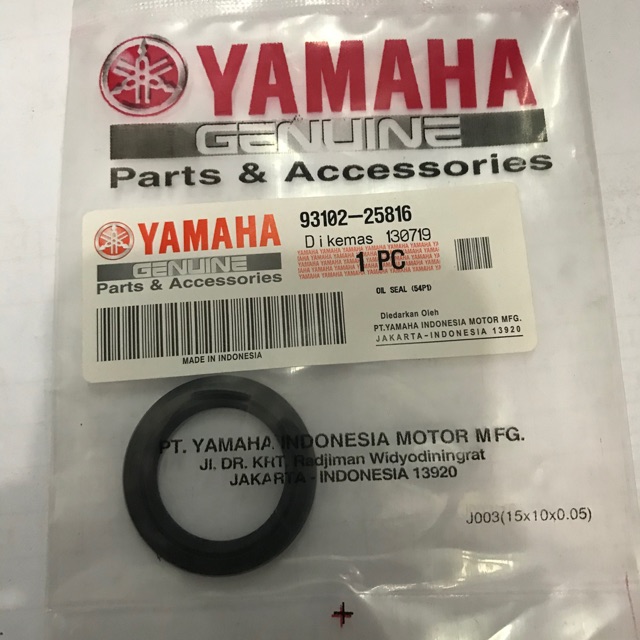 YAMAHA
GENUINE
Parts & Accessories
YAMAHA
GENUINE
Parts & Accessories
MADE IN INDONESIA
93102-25816
Dikemas 130719
1 PC
OIL SEAL (54P1)
Diedarkan Oleh
PT.YAMAHA INDONESIA MOTOR MFG.
JAKARTA-INDONESIA 13920
PT. YAMAHA INDONESIA MOTOR MFG.
Jl. DR. KRT. Radjiman Widyodiningrat
JAKARTA - INDONESIA 13920
J003(15x10x0.05)